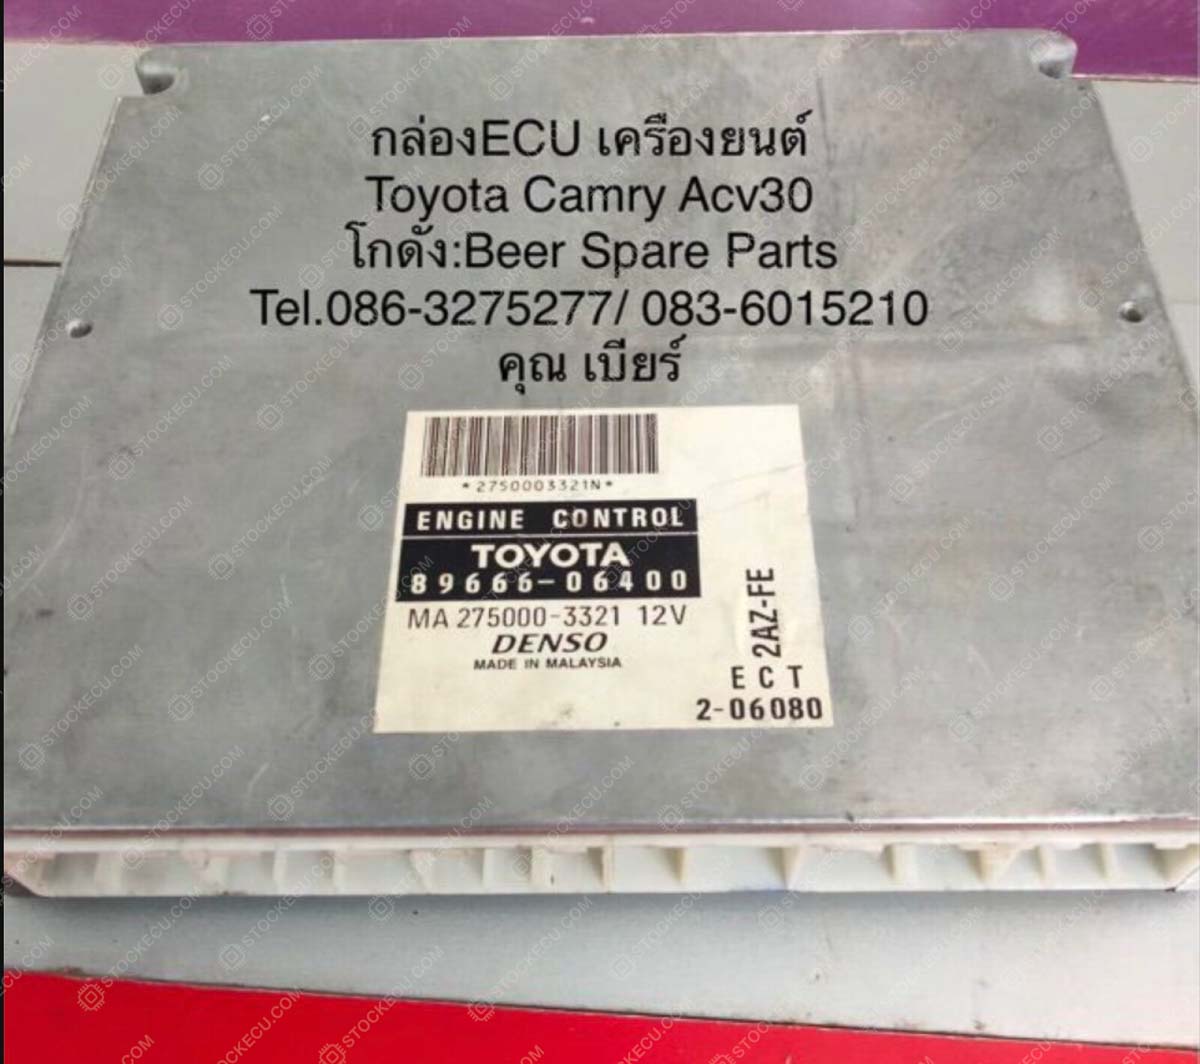 กล่องECU เครื่องยนต์
Toyota Camry Acv30
โกดัง:Beer Spare Parts
Tel.086-3275277/ 083-6015210
คุณ เบียร์
*2750003321N*
ENGINE CONTROL
TOYOTA
89666-06400
MA 275000-3321 12V
DENSO
MADE IN MALAYSIA
2AZ-FE
ECT
2-06080
STOCKECU.COM